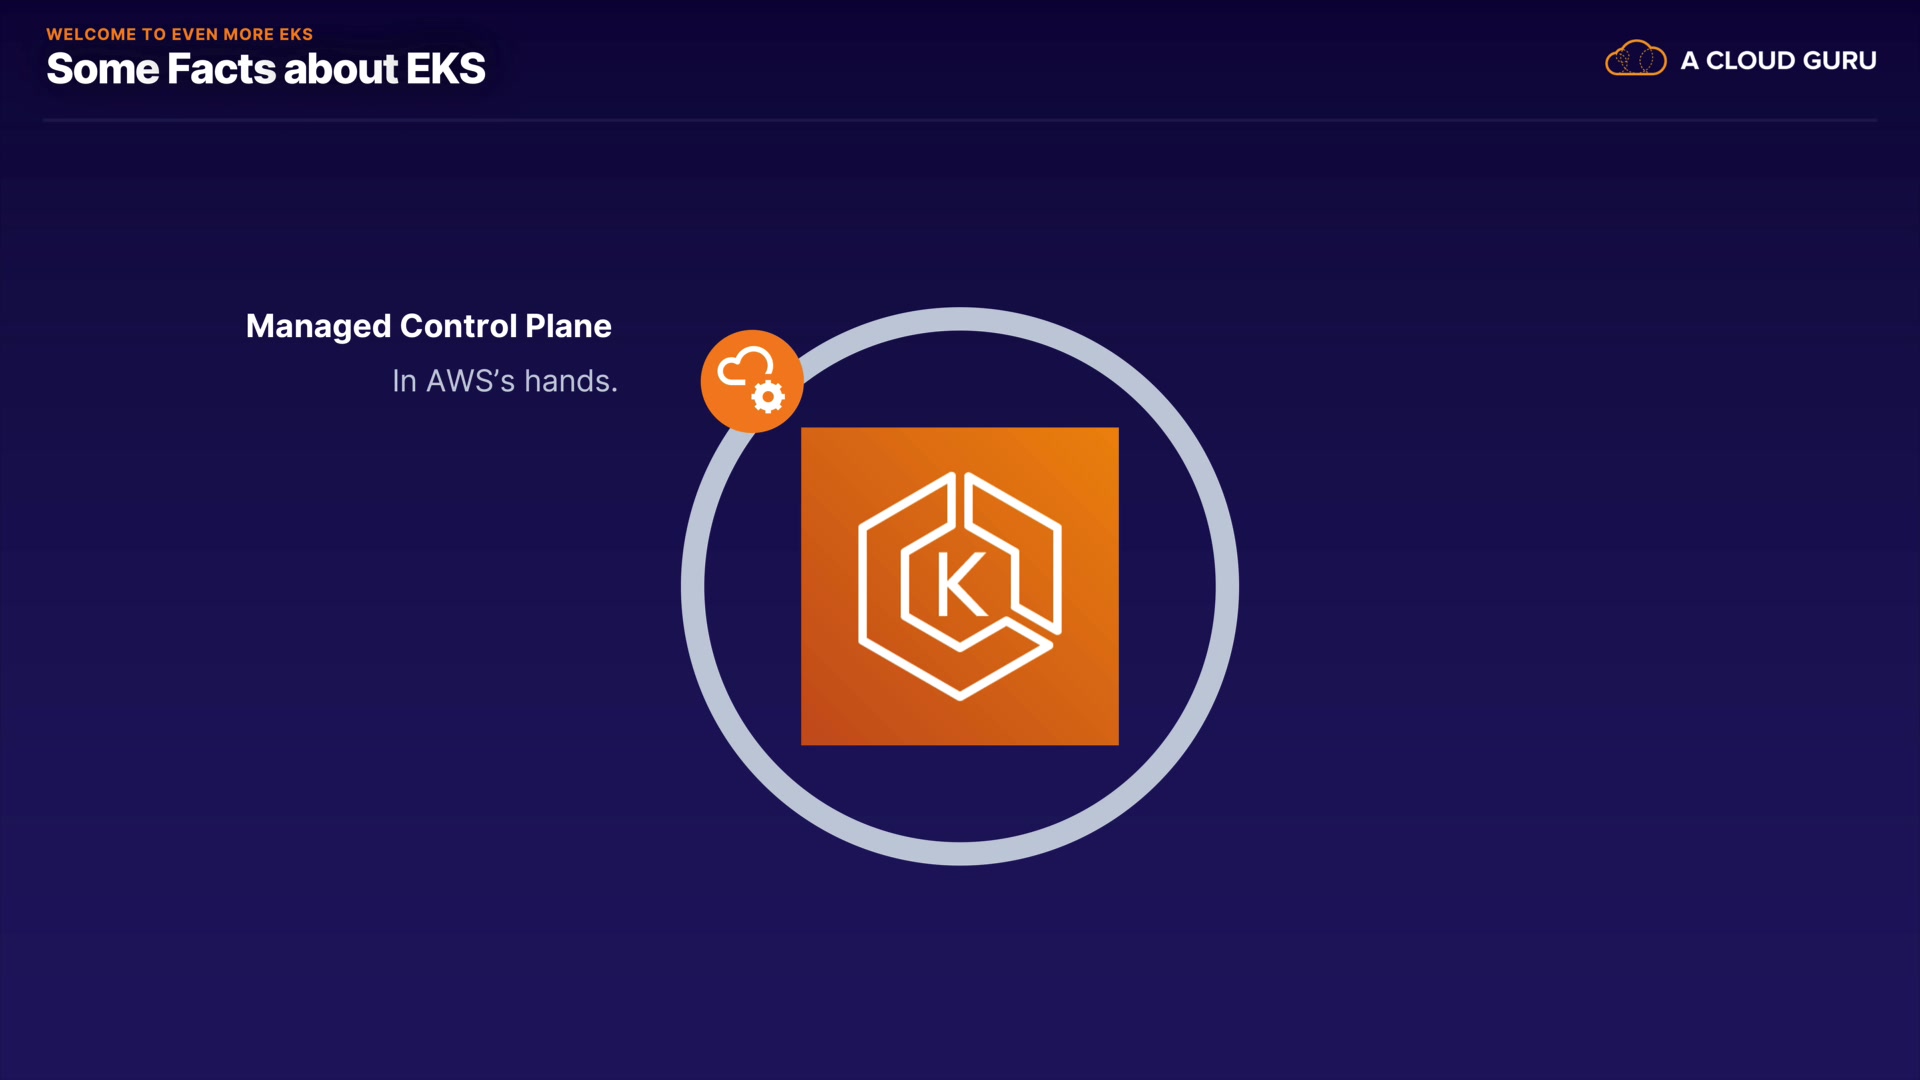 WELCOME TO EVEN MORE EKS
Some Facts about EKS
A CLOUD GURU
Managed Control Plane
In AWS’s hands.
K